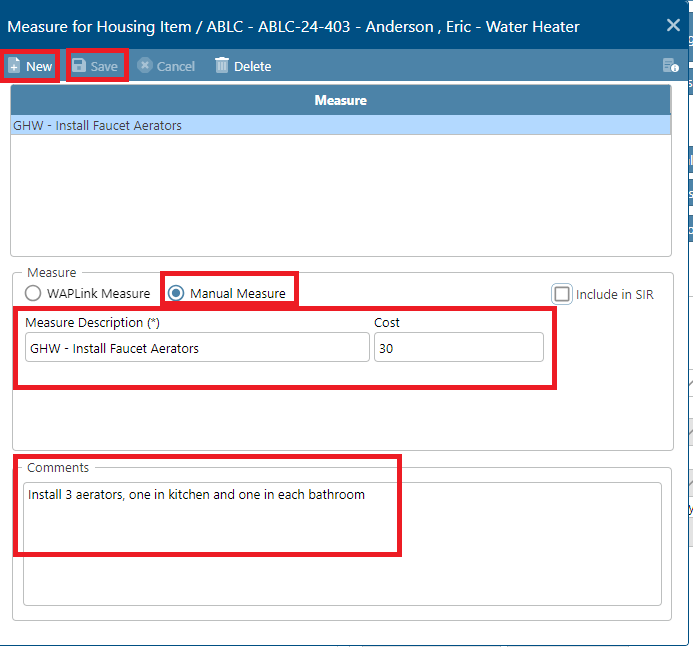 Measure for Housing Item / ABLC - ABLC-24-403 - Anderson , Eric - Water Heater
New Save Cancel Delete
Measure
GHW - Install Faucet Aerators
Measure
WAPLink Measure Manual Measure Include in SIR
Measure Description (*) Cost
GHW - Install Faucet Aerators 30
Comments
Install 3 aerators, one in kitchen and one in each bathroom